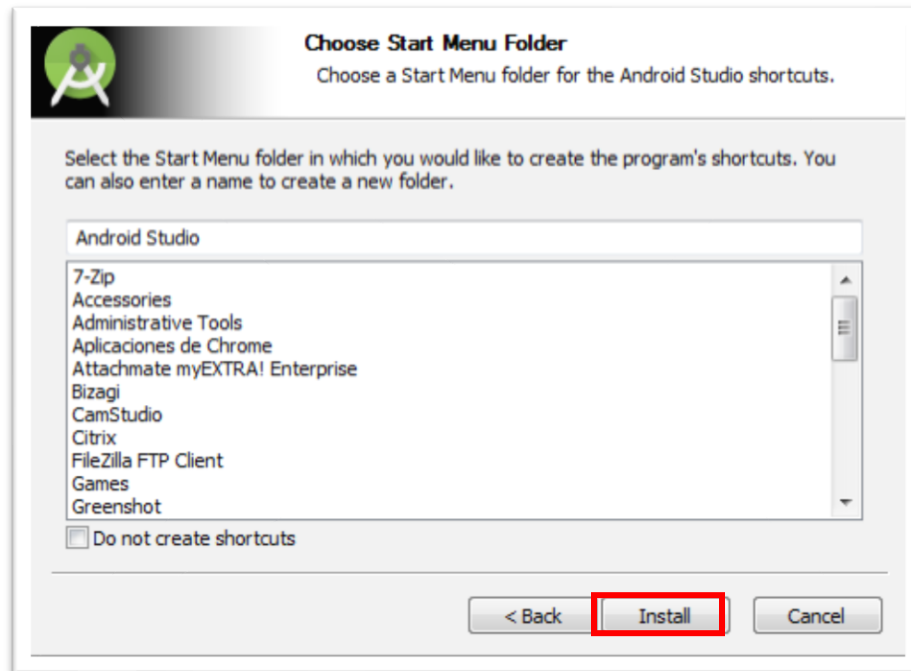 Choose Start Menu Folder
Choose a Start Menu folder for the Android Studio shortcuts.
Select the Start Menu folder in which you would like to create the program's shortcuts. You
can also enter a name to create a new folder.
Android Studio
7-Zip
Accessories
Administrative Tools
Aplicaciones de Chrome
Attachmate myEXTRA! Enterprise
Bizagi
CamStudio
Citrix
FileZilla FTP Client
Games
Greenshot
Do not create shortcuts
< Back Install Cancel